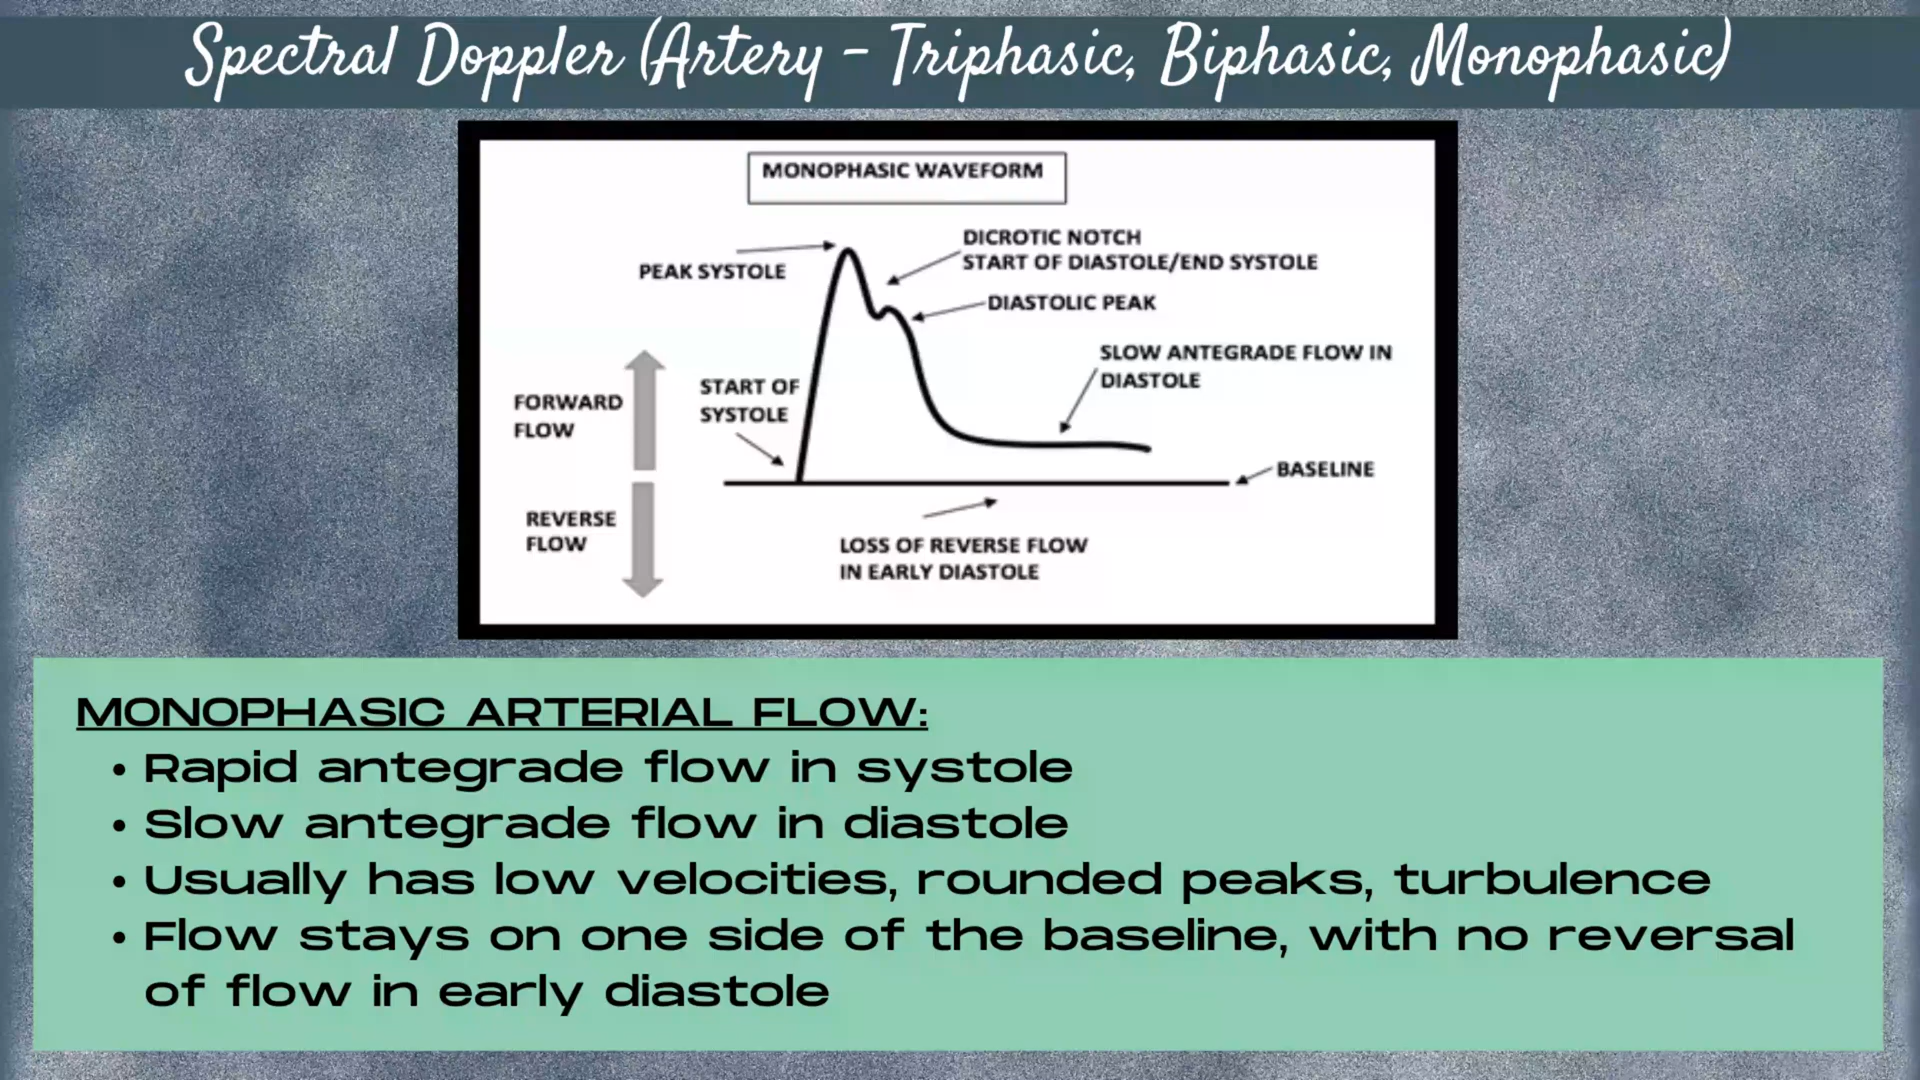 Spectral Doppler (Artery - Triphasic, Biphasic, Monophasic)
MONOPHASIC WAVEFORM
DICROTIC NOTCH
START OF DIASTOLE/END SYSTOLE
PEAK SYSTOLE
DIASTOLIC PEAK
SLOW ANTEGRADE FLOW IN
DIASTOLE
START OF
SYSTOLE
FORWARD
FLOW
BASELINE
REVERSE
FLOW
LOSS OF REVERSE FLOW
IN EARLY DIASTOLE
MONOPHASIC ARTERIAL FLOW:
• Rapid antegrade flow in systole
• Slow antegrade flow in diastole
• Usually has low velocities, rounded peaks, turbulence
• Flow stays on one side of the baseline, with no reversal
of flow in early diastole